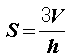 S = 3V/h